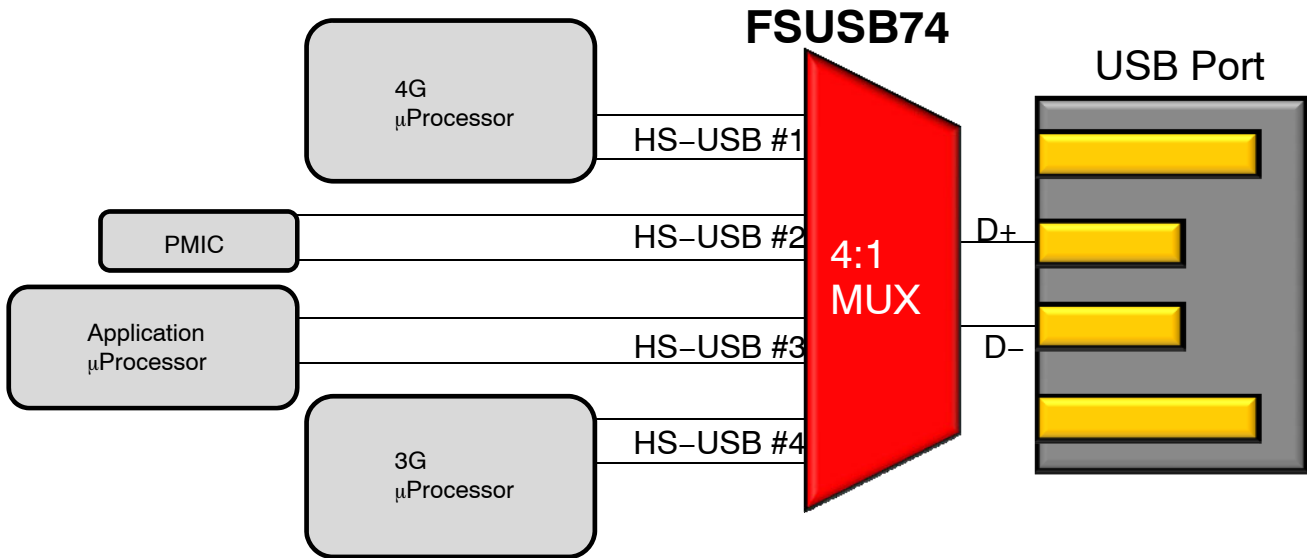 FSUSB74
USB Port
4G
μProcessor
HS−USB #1
PMIC
HS−USB #2
D+
4:1
MUX
Application
μProcessor
HS−USB #3
D−
3G
μProcessor
HS−USB #4